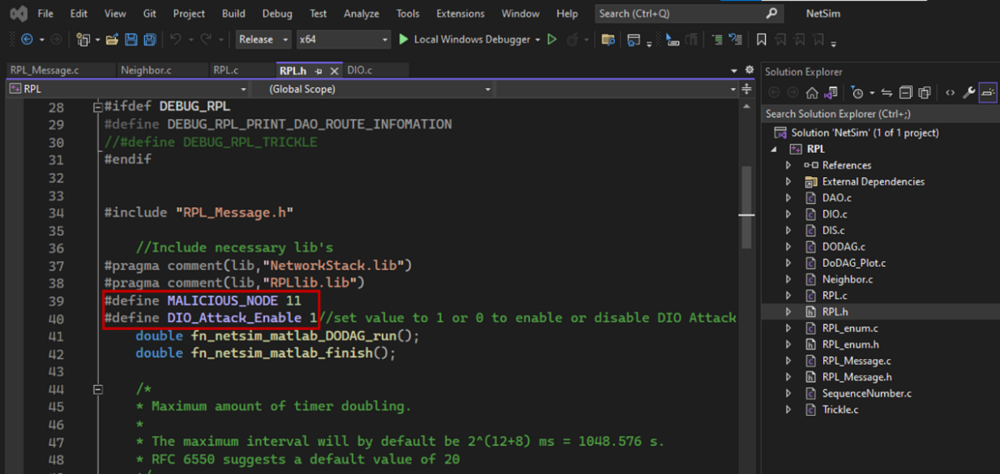 File Edit View Git Project Build Debug Test Analyze Tools Extensions Window Help Search (Ctrl+Q) NetSim
Release x64 Local Windows Debugger
RPL_Message.c Neighbor.c RPL.c RPL.h DIO.c
RPL (Global Scope)
28 #ifdef DEBUG_RPL
29 #define DEBUG_RPL_PRINT_DAO_ROUTE_INFOMATION
30 //#define DEBUG_RPL_TRICKLE
31 #endif
32
33
34 #include "RPL_Message.h"
35
36 //Include necessary lib's
37 #pragma comment(lib,"NetworkStack.lib")
38 #pragma comment(lib,"RPLlib.lib")
39 #define MALICIOUS_NODE 11
40 #define DIO_Attack_Enable 1//set value to 1 or 0 to enable or disable DIO Attack
41 double fn_netsim_matlab_DODAG_run();
42 double fn_netsim_matlab_finish();
43
44 /*
45 * Maximum amount of timer doubling.
46 *
47 * The maximum interval will by default be 2^(12+8) ms = 1048.576 s.
48 * RFC 6550 suggests a default value of 20
Solution Explorer
Search Solution Explorer (Ctrl+;)
Solution 'NetSim' (1 of 1 project)
RPL
References
External Dependencies
DAO.c
DIO.c
DIS.c
DODAG.c
DoDAG_Plot.c
Neighbor.c
RPL.c
RPL.h
RPL_enum.c
RPL_enum.h
RPL_Message.c
RPL_Message.h
SequenceNumber.c
Trickle.c